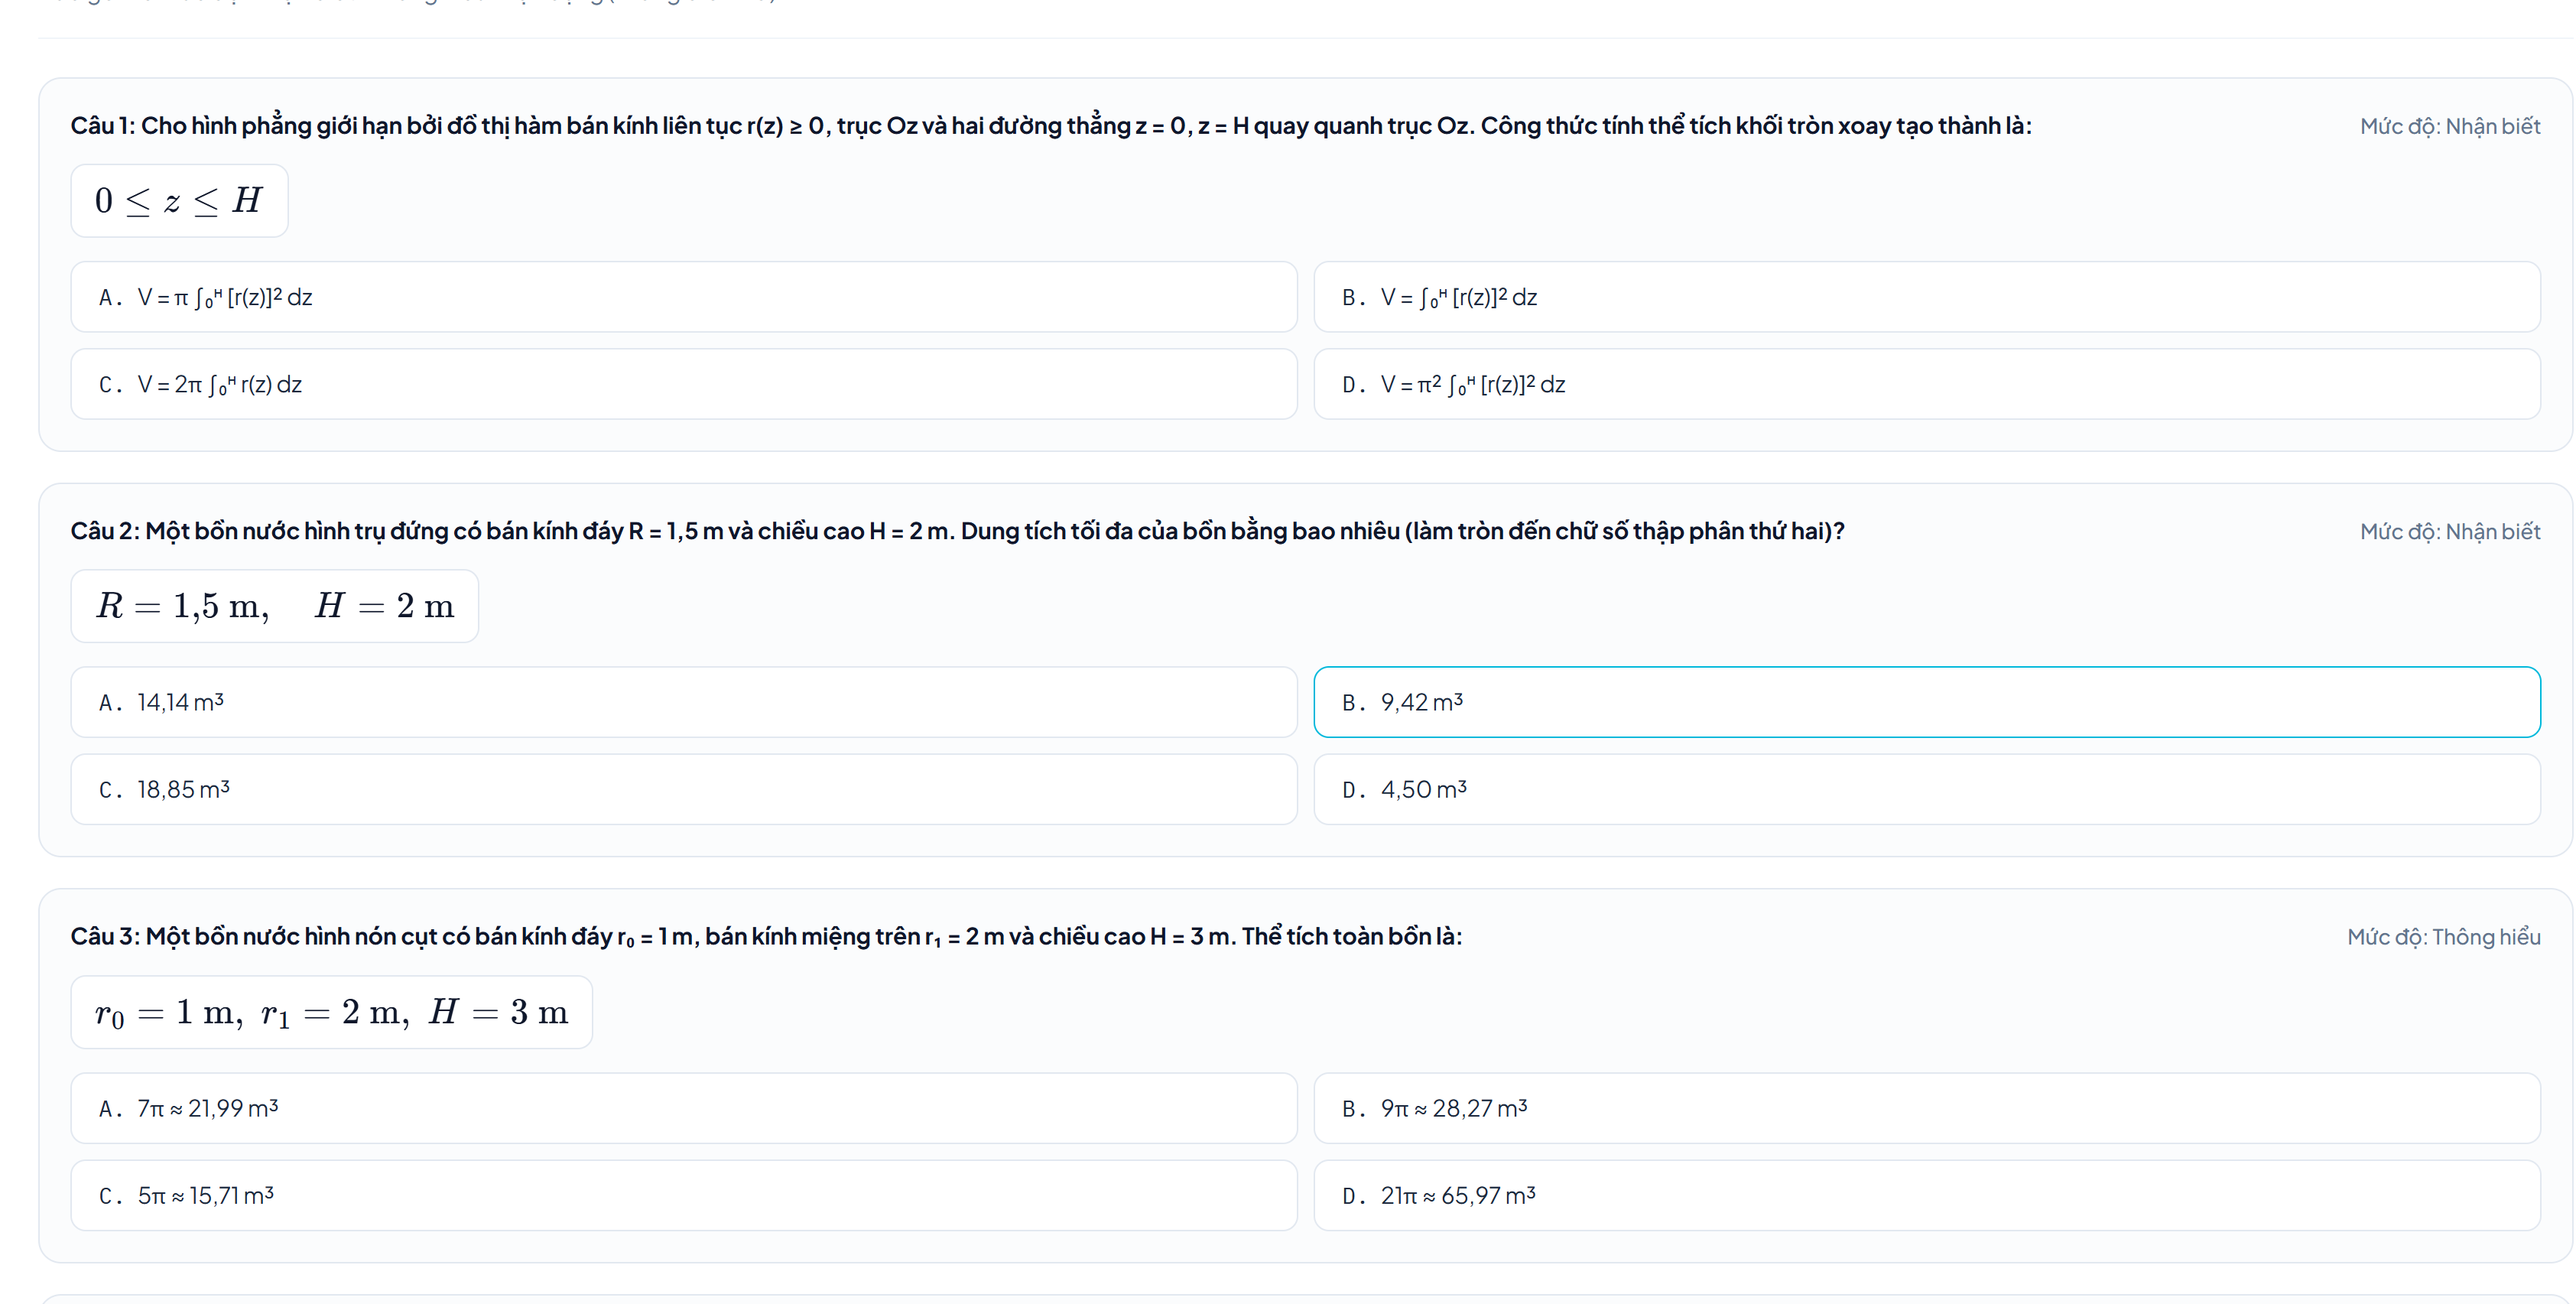 Câu 1: Cho hình phẳng giới hạn bởi đồ thị hàm bán kính liên tục r(z) ≥ 0, trục Oz và hai đường thẳng z = 0, z = H quay quanh trục Oz. Công thức tính thể tích khối tròn xoay tạo thành là:
Mức độ: Nhận biết
0 ≤ z ≤ H
A. V = π ∫₀ᴴ [r(z)]² dz
B. V = ∫₀ᴴ [r(z)]² dz
C. V = 2π ∫₀ᴴ r(z) dz
D. V = π² ∫₀ᴴ [r(z)]² dz
Câu 2: Một bồn nước hình trụ đứng có bán kính đáy R = 1,5 m và chiều cao H = 2 m. Dung tích tối đa của bồn bằng bao nhiêu (làm tròn đến chữ số thập phân thứ hai)?
Mức độ: Nhận biết
R = 1,5 m, H = 2 m
A. 14,14 m³
B. 9,42 m³
C. 18,85 m³
D. 4,50 m³
Câu 3: Một bồn nước hình nón cụt có bán kính đáy r₀ = 1 m, bán kính miệng trên r₁ = 2 m và chiều cao H = 3 m. Thể tích toàn bồn là:
Mức độ: Thông hiểu
r₀ = 1 m, r₁ = 2 m, H = 3 m
A. 7π ≈ 21,99 m³
B. 9π ≈ 28,27 m³
C. 5π ≈ 15,71 m³
D. 21π ≈ 65,97 m³